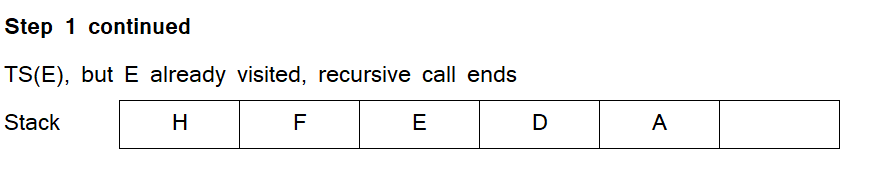 Step 1 continued
TS(E), but E already visited, recursive call ends
Stack H F E D A